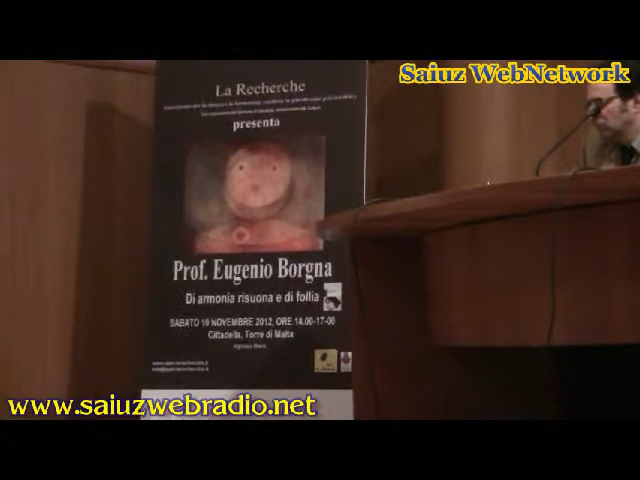 Saiuz WebNetwork
La Recherche
presenta
Prof. Eugenio Borgna
Di armonia risuona e di follia
SABATO 10 NOVEMBRE 2012, ORE 14.00-17-00
Cittadella, Torre di Malta
www.saiuzwebradio.net